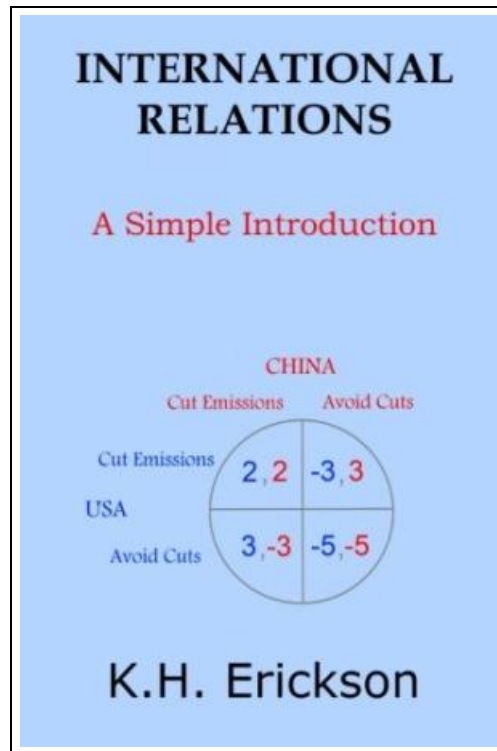 INTERNATIONAL
RELATIONS
A Simple Introduction
CHINA
Cut Emissions Avoid Cuts
Cut Emissions 2,2 -3,3
USA
Avoid Cuts 3,-3 -5,-5
K.H. Erickson